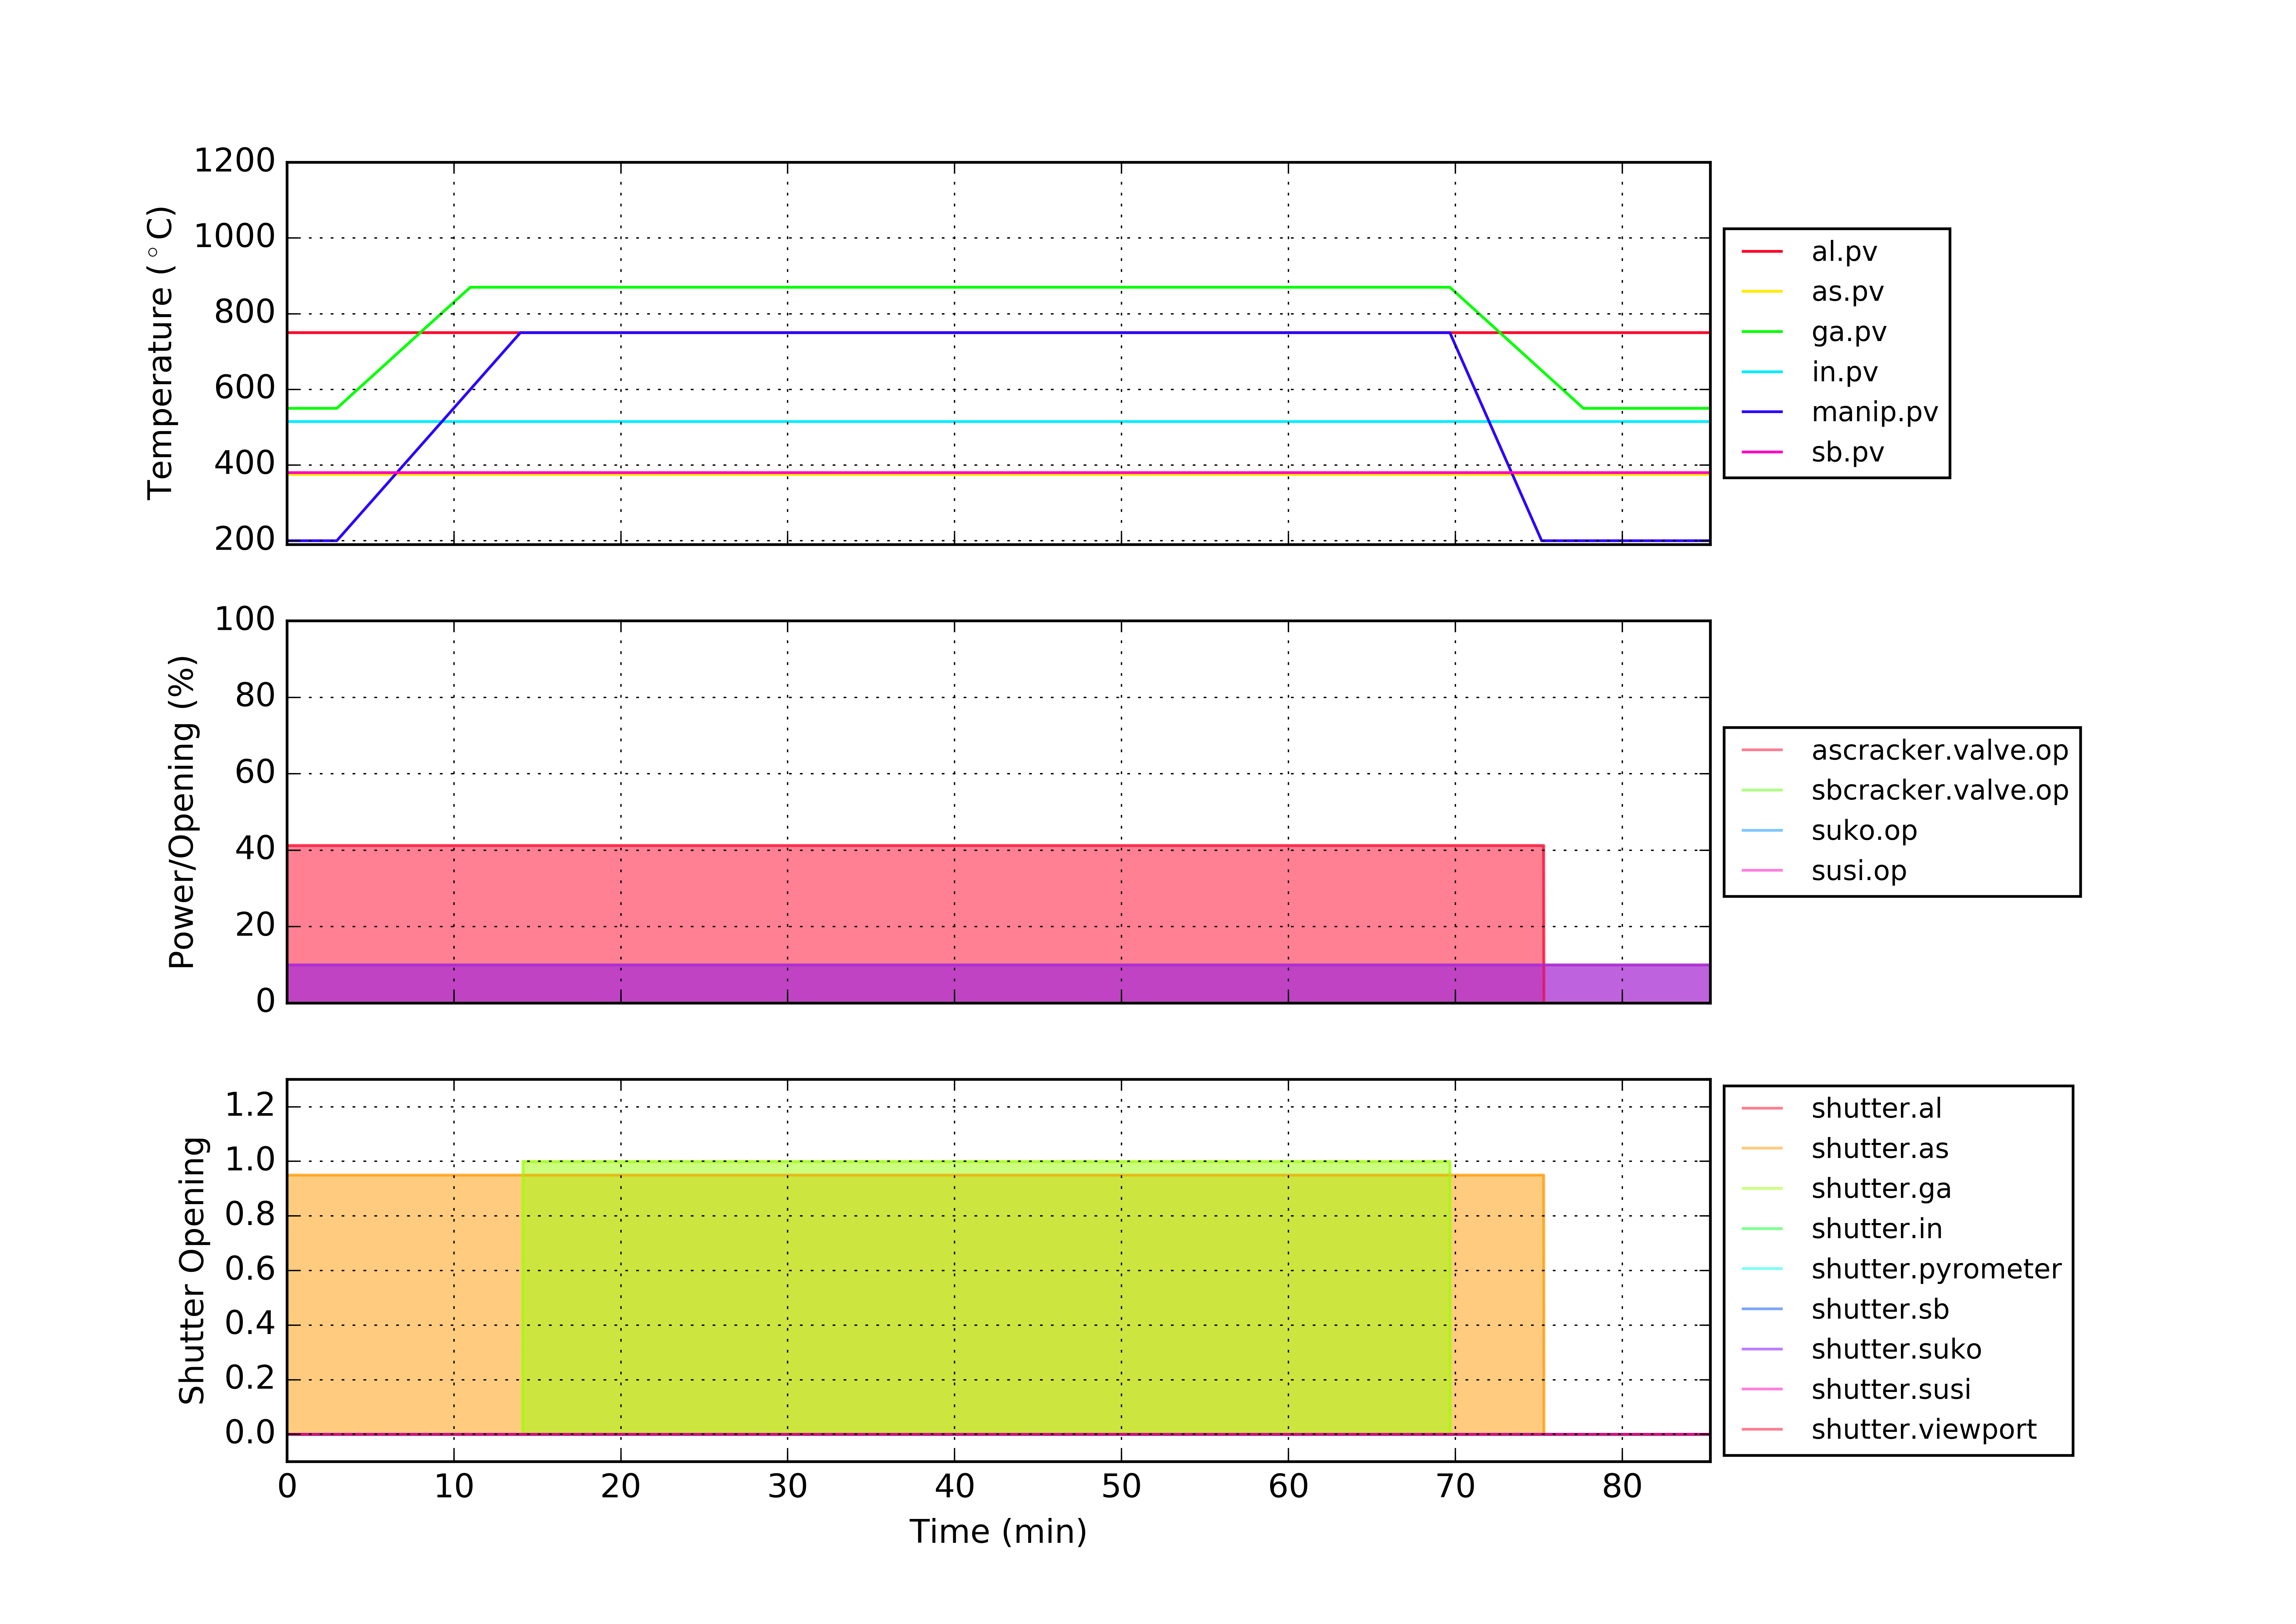 1200
1000
800
600
400
200
Temperature (°C)
al.pv
as.pv
ga.pv
in.pv
manip.pv
sb.pv
100
80
60
40
20
0
Power/Opening (%)
ascracker.valve.op
sbcracker.valve.op
suko.op
susi.op
1.2
1.0
0.8
0.6
0.4
0.2
0.0
Shutter Opening
0 10 20 30 40 50 60 70 80
Time (min)
shutter.al
shutter.as
shutter.ga
shutter.in
shutter.pyrometer
shutter.sb
shutter.suko
shutter.susi
shutter.viewport